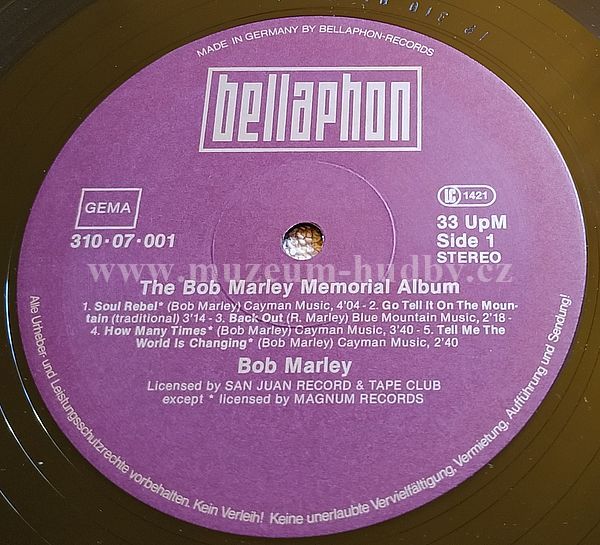 MADE IN GERMANY BY BELLAPHON-RECORDS
bellaphon
GEMA
LC 1421
310·07·001
33 UpM
Side 1
STEREO
www.muzeum-hudby.cz
The Bob Marley Memorial Album
1. Soul Rebel* (Bob Marley) Cayman Music, 4'04 - 2. Go Tell It On The Moun-
tain (traditional) 3'14 - 3. Back Out (R. Marley) Blue Mountain Music, 2'18 -
4. How Many Times* (Bob Marley) Cayman Music, 3'40 - 5. Tell Me The
World Is Changing* (Bob Marley) Cayman Music, 2'40
Bob Marley
Licensed by SAN JUAN RECORD & TAPE CLUB
except * licensed by MAGNUM RECORDS
Alle Urheber- und Leistungsschutzrechte vorbehalten. Kein Verleih! Keine unerlaubte Vervielfältigung, Vermietung, Aufführung und Sendung!